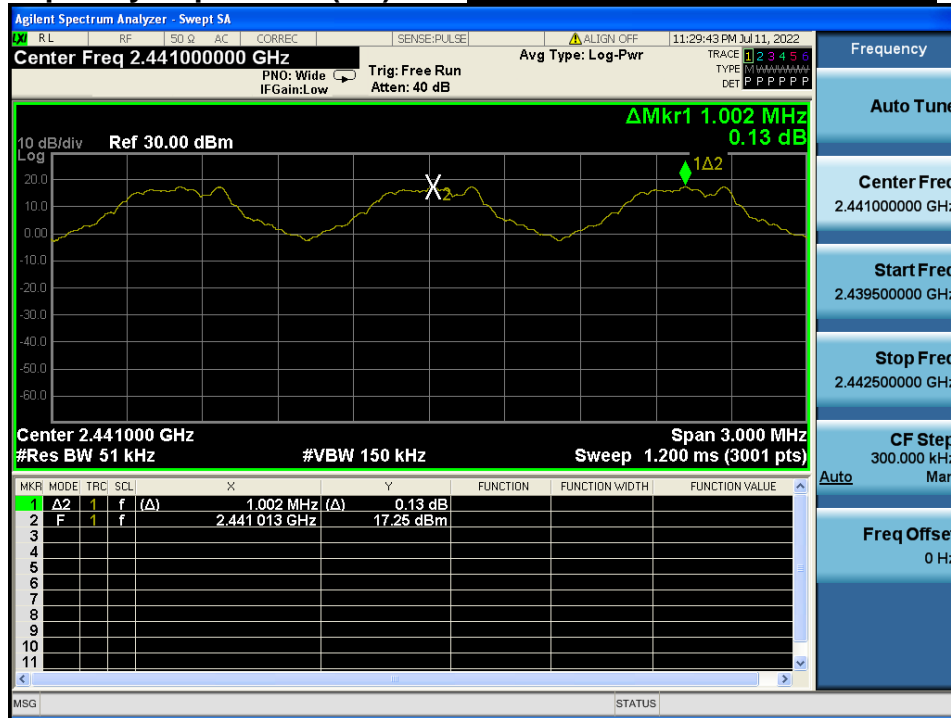 Agilent Spectrum Analyzer - Swept SA
RL RF 50 Ω AC CORREC SENSE:PULSE ALIGN OFF 11:29:43 PM Jul 11, 2022
Center Freq 2.441000000 GHz
PNO: Wide
IFGain:Low
Trig: Free Run
Atten: 40 dB
Avg Type: Log-Pwr
TRACE 1 2 3 4 5 6
TYPE M WWWWW
DET P P P P P P
ΔMkr1 1.002 MHz
0.13 dB
10 dB/div Ref 30.00 dBm
Log
1Δ2
20.0
X2
10.0
0.00
-10.0
-20.0
-30.0
-40.0
-50.0
-60.0
Center 2.441000 GHz Span 3.000 MHz
#Res BW 51 kHz #VBW 150 kHz Sweep 1.200 ms (3001 pts)
MKR MODE TRC SCL X Y FUNCTION FUNCTION WIDTH FUNCTION VALUE
1 Δ2 1 f (Δ) 1.002 MHz (Δ) 0.13 dB
2 F 1 f 2.441 013 GHz 17.25 dBm
3
4
5
6
7
8
9
10
11
MSG STATUS
Frequency
Auto Tune
Center Freq
2.441000000 GHz
Start Freq
2.439500000 GHz
Stop Freq
2.442500000 GHz
CF Step
300.000 kHz
Auto Man
Freq Offset
0 Hz